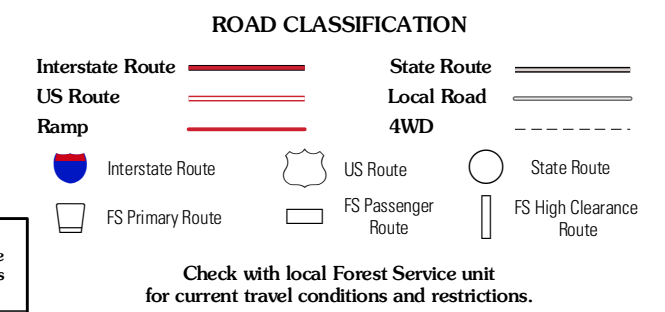 ROAD CLASSIFICATION
Interstate Route
State Route
US Route
Local Road
Ramp
4WD
Interstate Route
US Route
State Route
FS Primary Route
FS Passenger
Route
FS High Clearance
Route
Check with local Forest Service unit
for current travel conditions and restrictions.